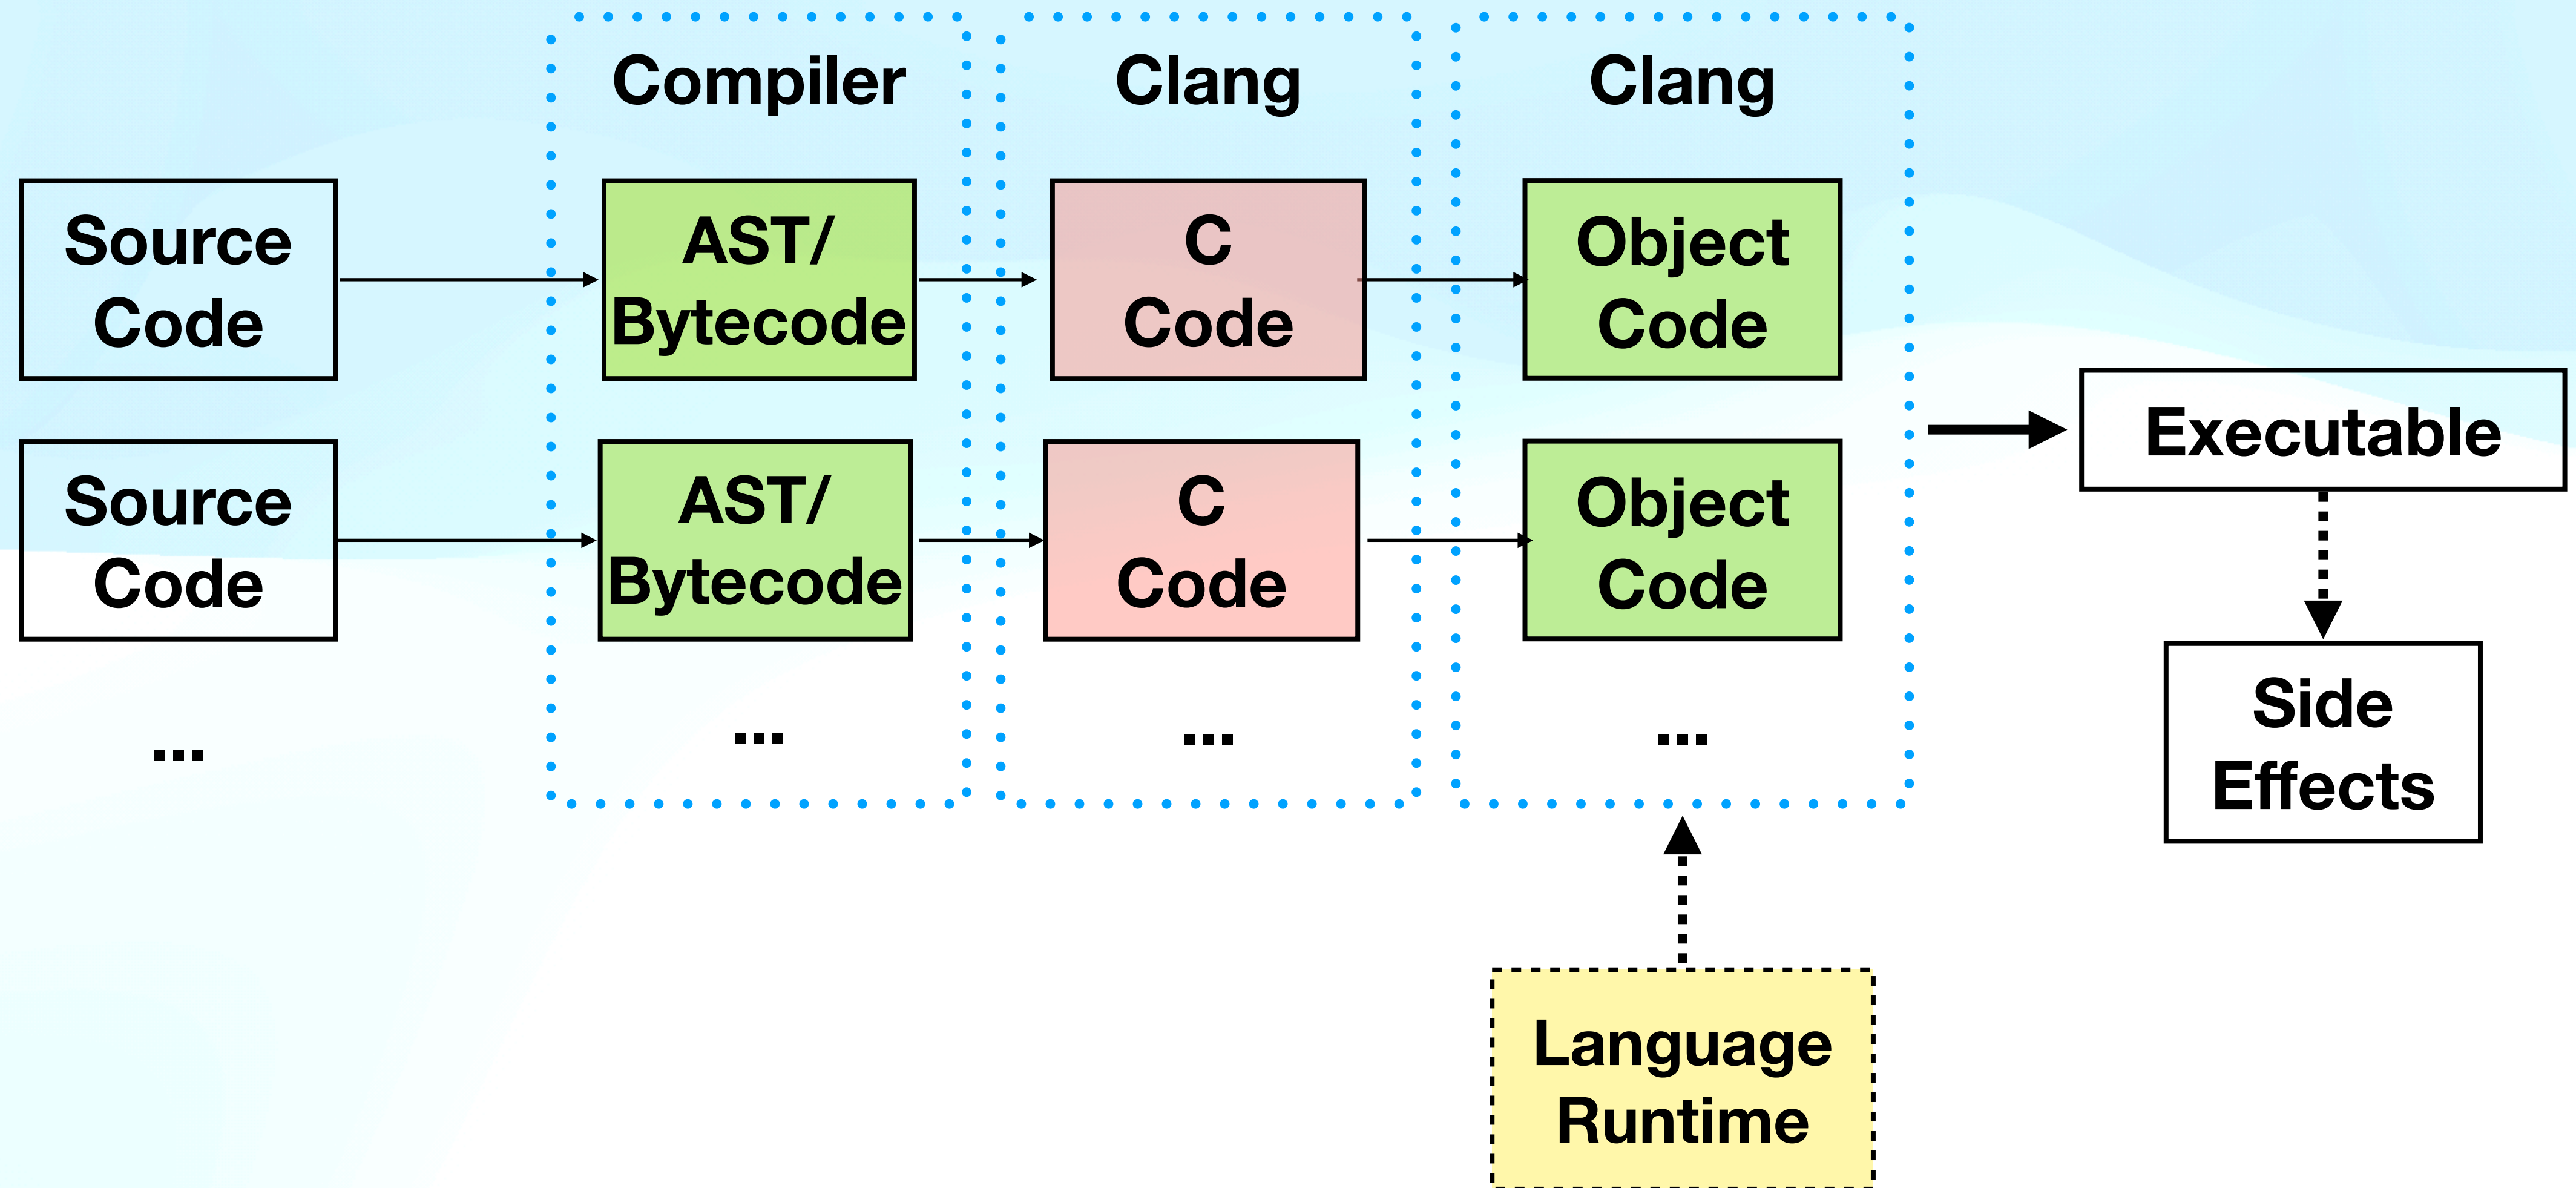 Compiler
Clang
Clang
Source
Code
AST/
Bytecode
C
Code
Object
Code
Source
Code
AST/
Bytecode
C
Code
Object
Code
...
...
...
...
Executable
Side
Effects
Language
Runtime